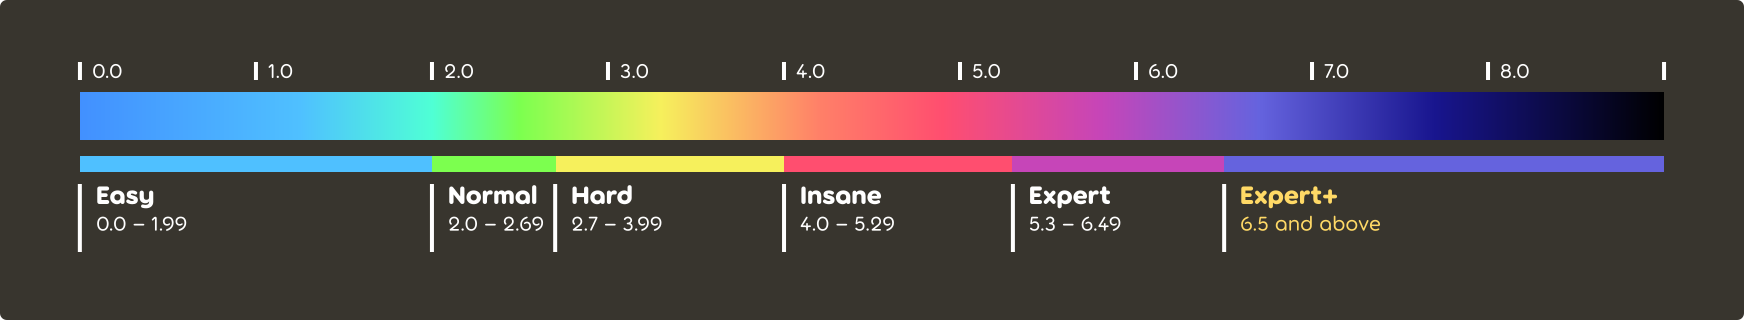 0.0 1.0 2.0 3.0 4.0 5.0 6.0 7.0 8.0
Easy Normal Hard Insane Expert Expert+
0.0 – 1.99 2.0 – 2.69 2.7 – 3.99 4.0 – 5.29 5.3 – 6.49 6.5 and above